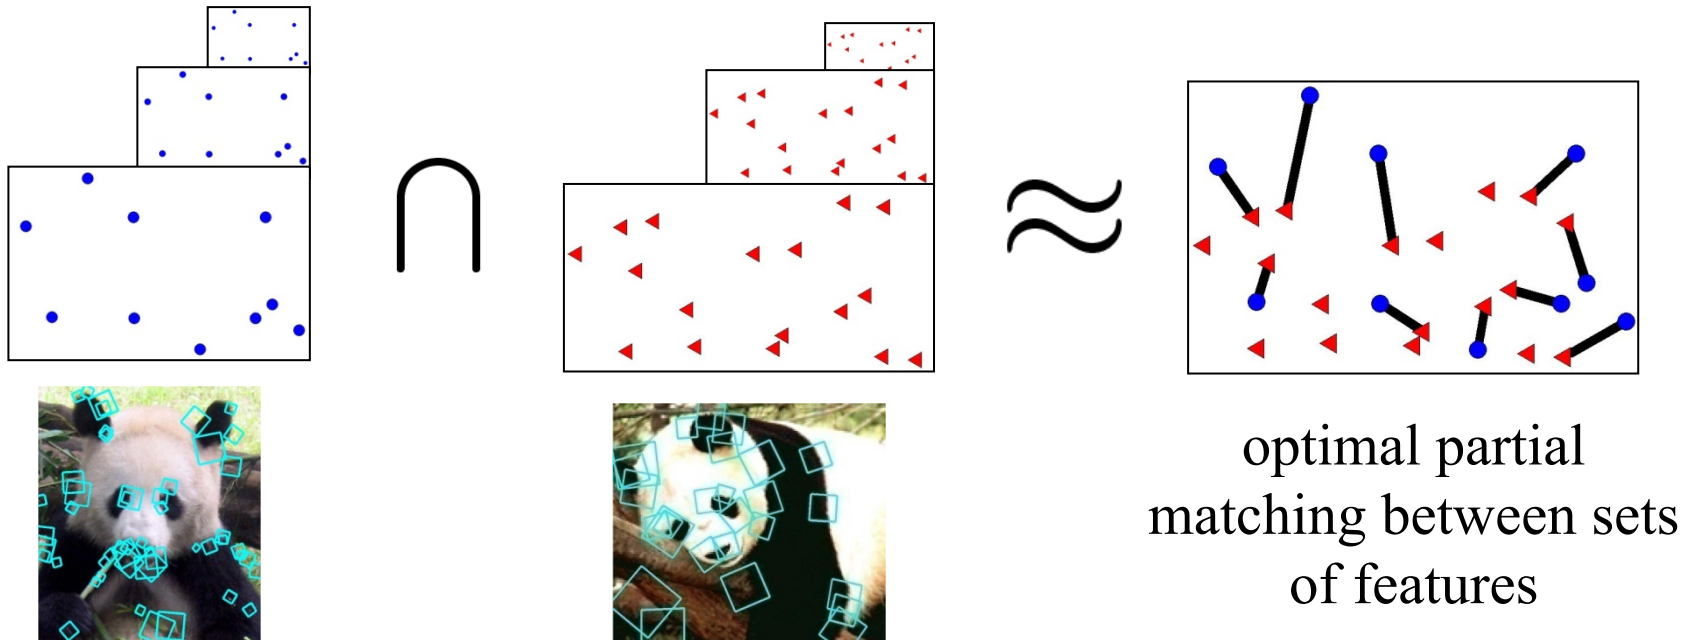 ∩
≈
optimal partial
matching between sets
of features